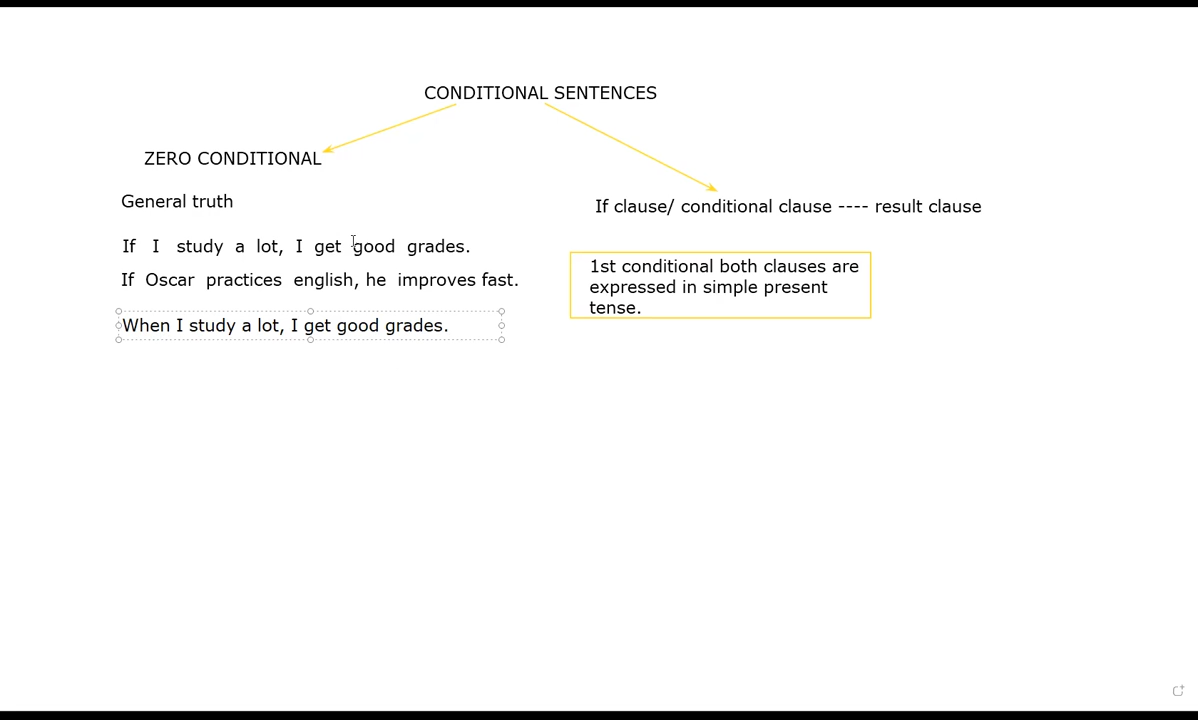 CONDITIONAL SENTENCES
ZERO CONDITIONAL
General truth
If I study a lot, I get good grades.
If Oscar practices english, he improves fast.
When I study a lot, I get good grades.
If clause/ conditional clause ---- result clause
1st conditional both clauses are
expressed in simple present
tense.